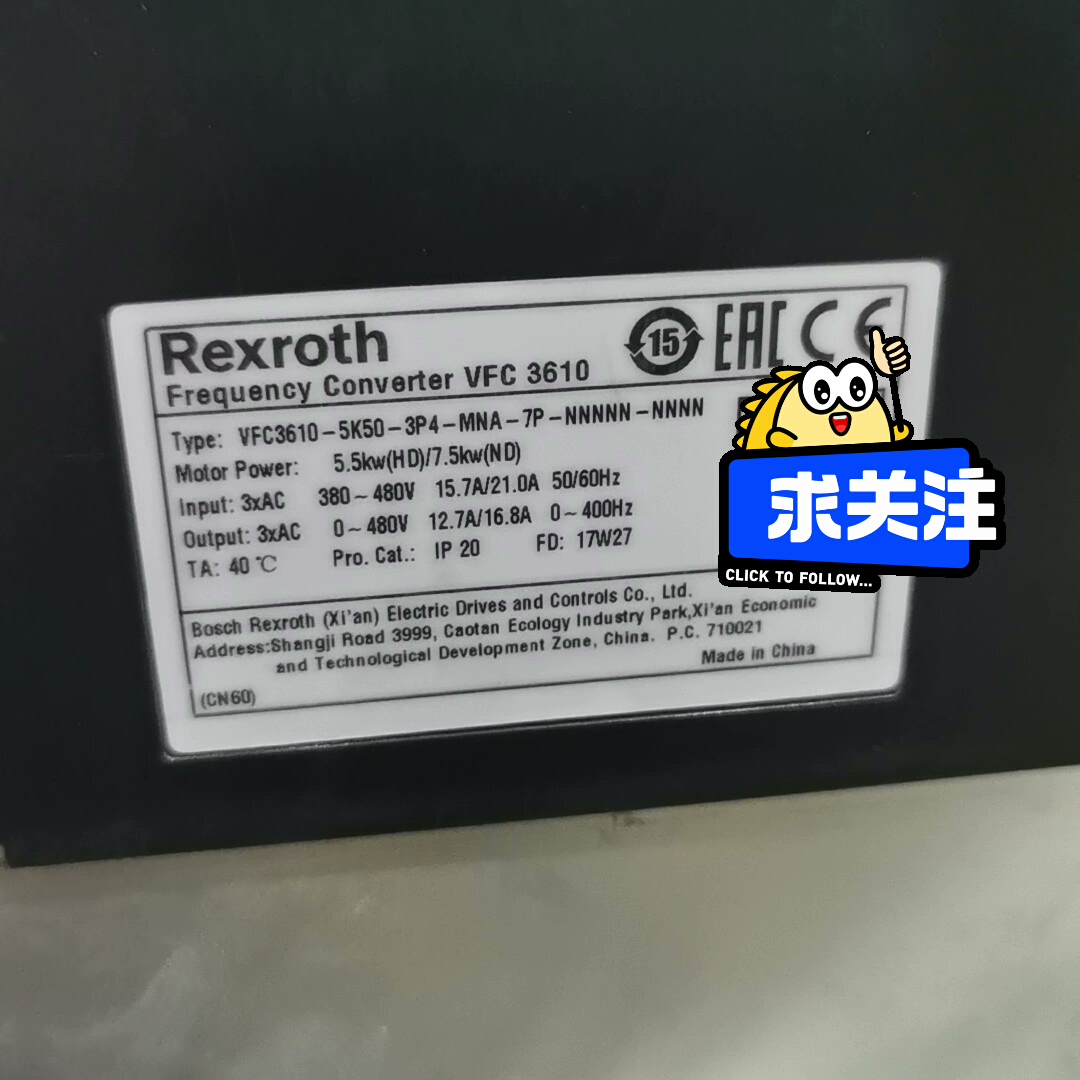 Rexroth
15 EAC CE
Frequency Converter VFC 3610
Type: VFC3610-5K50-3P4-MNA-7P-NNNNN-NNNN
Motor Power: 5.5kw(HD)/7.5kw(ND)
Input: 3xAC 380~480V 15.7A/21.0A 50/60Hz
Output: 3xAC 0~480V 12.7A/16.8A 0~400Hz
TA: 40℃ Pro. Cat.: IP 20 FD: 17W27
Bosch Rexroth (Xi'an) Electric Drives and Controls Co., Ltd.
Address:Shangji Road 3999, Caotan Ecology Industry Park,Xi'an Economic
and Technological Development Zone, China. P.C. 710021
Made in China
(CN60)
求关注
CLICK TO FOLLOW...